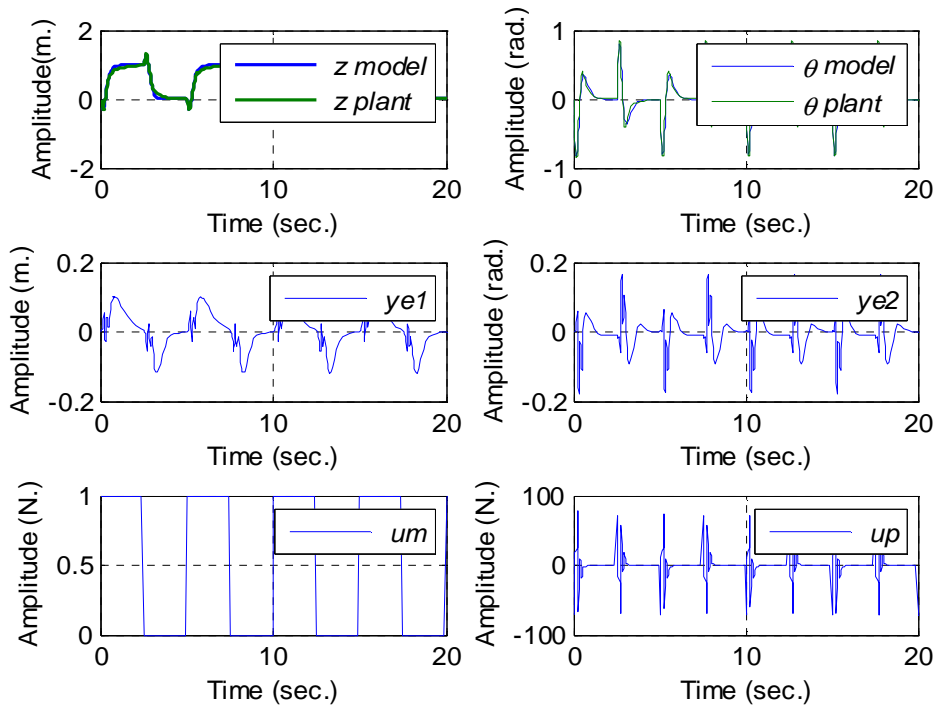 Amplitude(m.)
2
0
-2
z model
z plant
0
10
20
Time (sec.)
Amplitude (rad.)
1
0
-1
θ model
θ plant
0
10
20
Time (sec.)
Amplitude (m.)
0.2
0
-0.2
ye1
0
10
20
Time (sec.)
Amplitude (rad.)
0.2
0
-0.2
ye2
0
10
20
Time (sec.)
Amplitude (N.)
1
0.5
0
um
0
10
20
Time (sec.)
Amplitude (N.)
100
0
-100
up
0
10
20
Time (sec.)